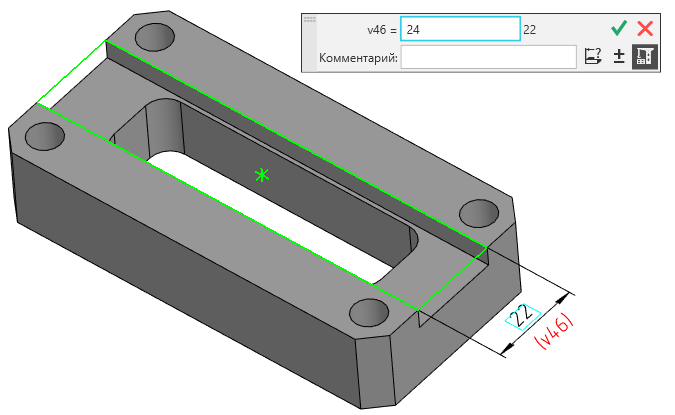 v46 = 24 22
Комментарий:
22
(v46)